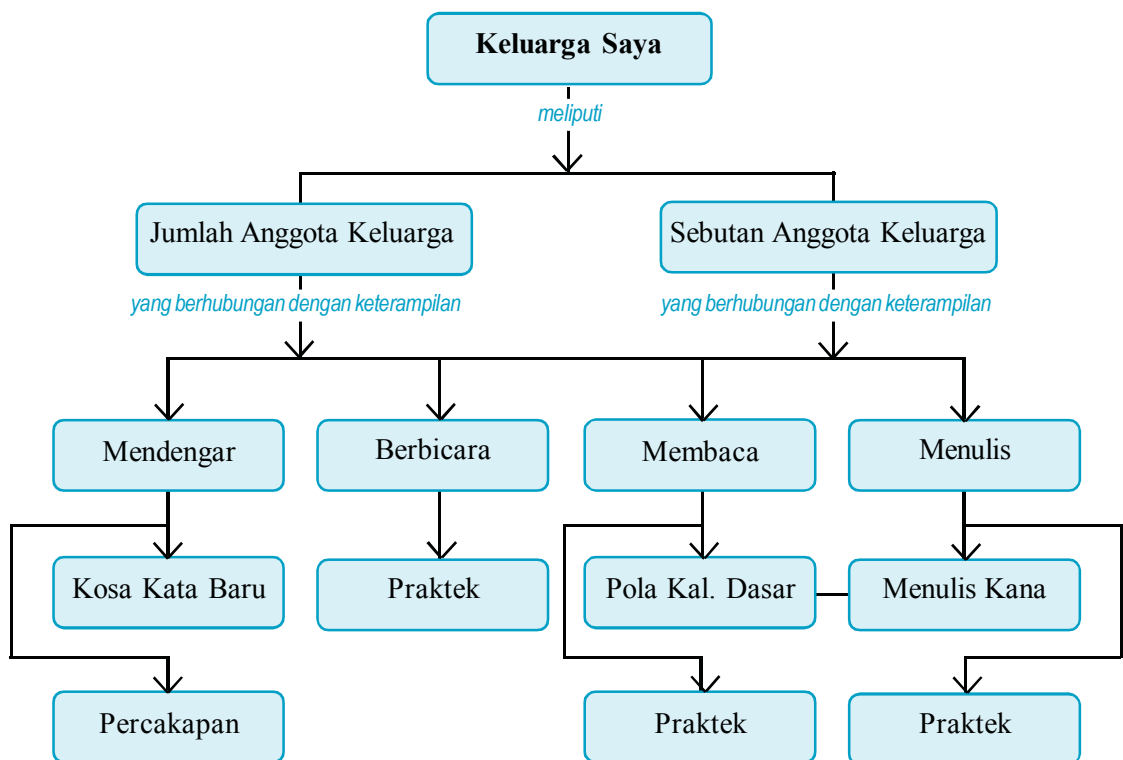 Keluarga Saya
meliputi
Jumlah Anggota Keluarga
Sebutan Anggota Keluarga
yang berhubungan dengan keterampilan
yang berhubungan dengan keterampilan
Mendengar
Berbicara
Membaca
Menulis
Kosa Kata Baru
Praktek
Pola Kal. Dasar
Menulis Kana
Percakapan
Praktek
Praktek